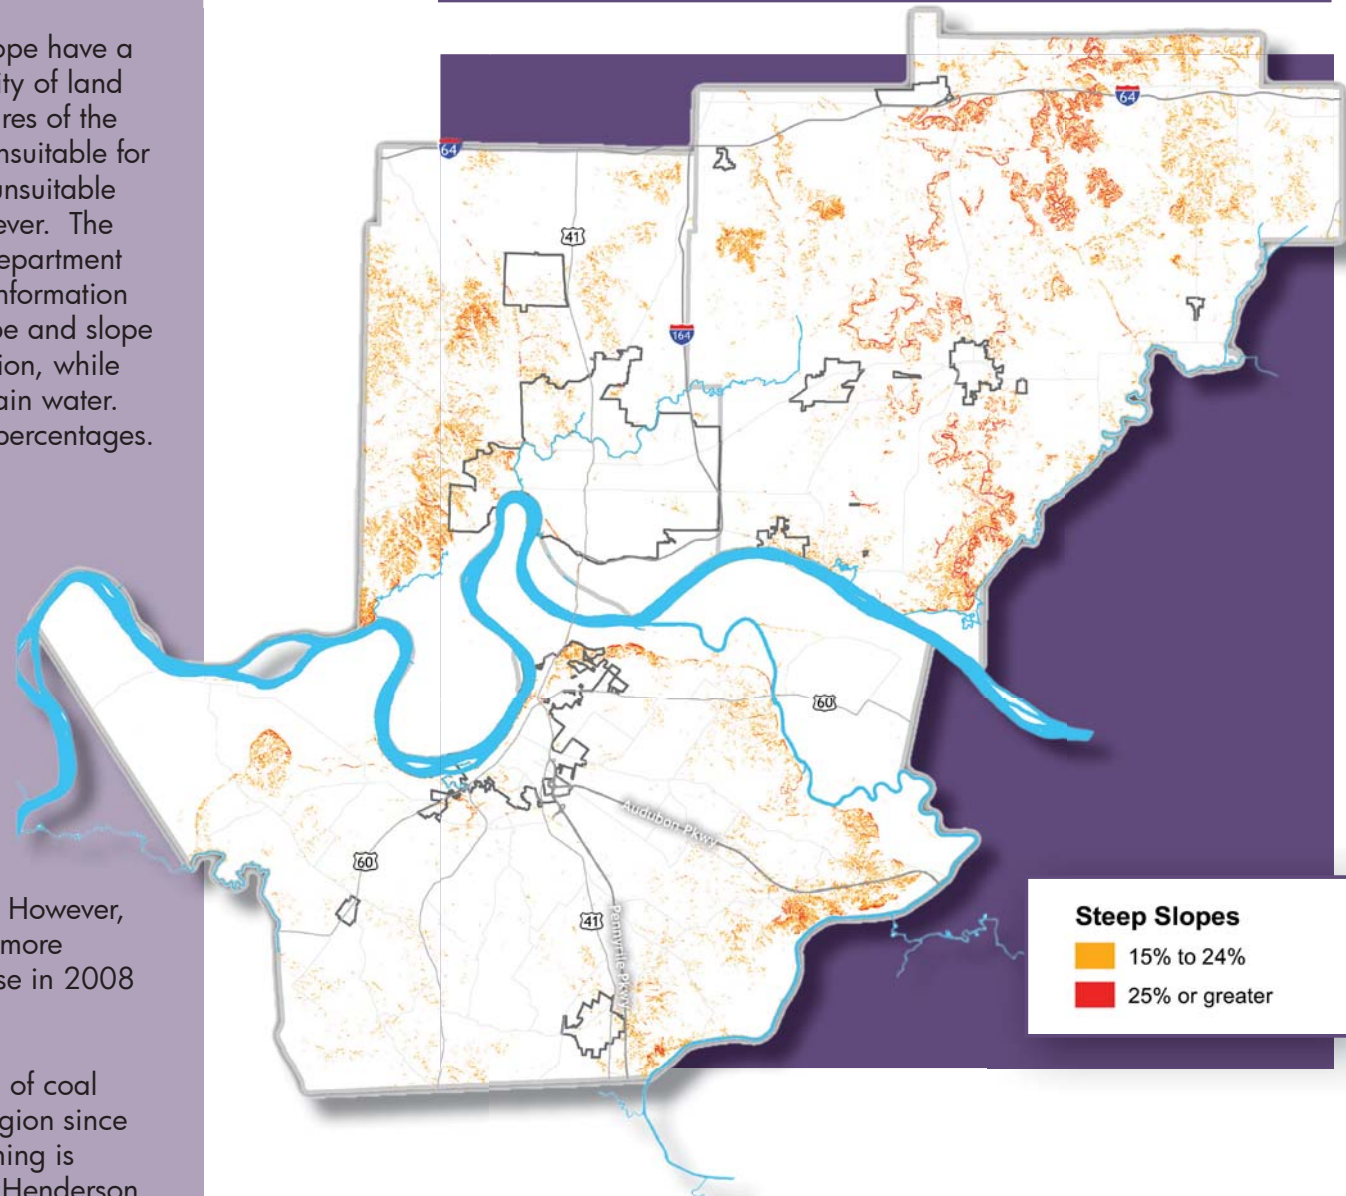 ope have a
ity of land
res of the
nsuitable for
unsuitable
ever. The
epartment
nformation
pe and slope
ion, while
ain water.
percentages.
However,
more
se in 2008
of coal
gion since
ning is
Henderson
64
64
41
164
60
Audubon Pkwy
60
41
Pennyrile Pkwy
Steep Slopes
15% to 24%
25% or greater